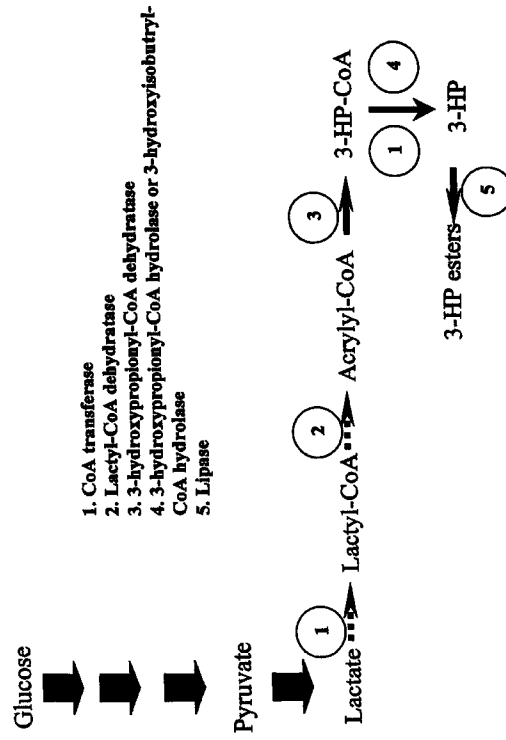 Glucose
1. CoA transferase
2. Lactyl-CoA dehydratase
3. 3-hydroxypropionyl-CoA dehydratase
4. 3-hydroxypropionyl-CoA hydrolase or 3-hydroxyisobutryl-
CoA hydrolase
5. Lipase
Pyruvate
1
2
3
Lactate
Lactyl-CoA
Acrylyl-CoA
3-HP-CoA
1
4
3-HP esters
3-HP
5